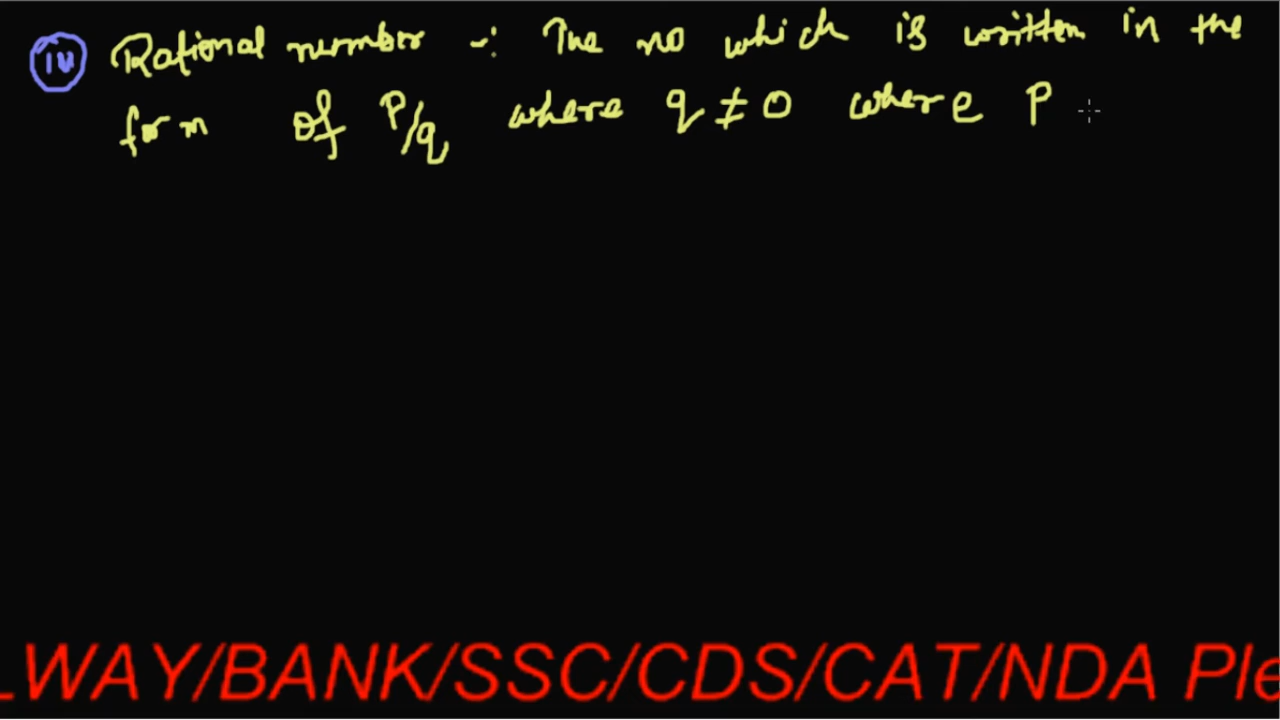 (iv) Rational number -: The no which is written in the
form of P/q where q ≠ 0 where P
LWAY/BANK/SSC/CDS/CAT/NDA Ple